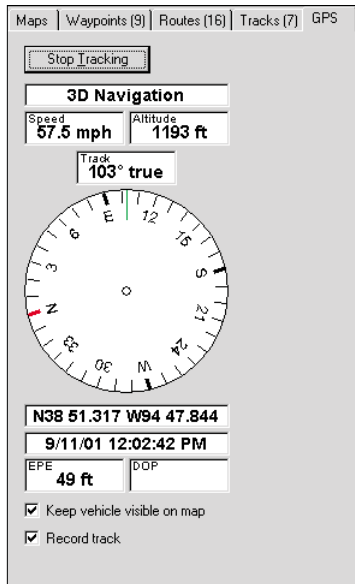 Maps Waypoints (9) Routes (16) Tracks (7) GPS
Stop Tracking
3D Navigation
Speed
57.5 mph
Altitude
1193 ft
Track
103° true
N 3 6 E 12 15 S 21 24 W 30 33
N38 51.317 W94 47.844
9/11/01 12:02:42 PM
EPE
49 ft
DOP
Keep vehicle visible on map
Record track